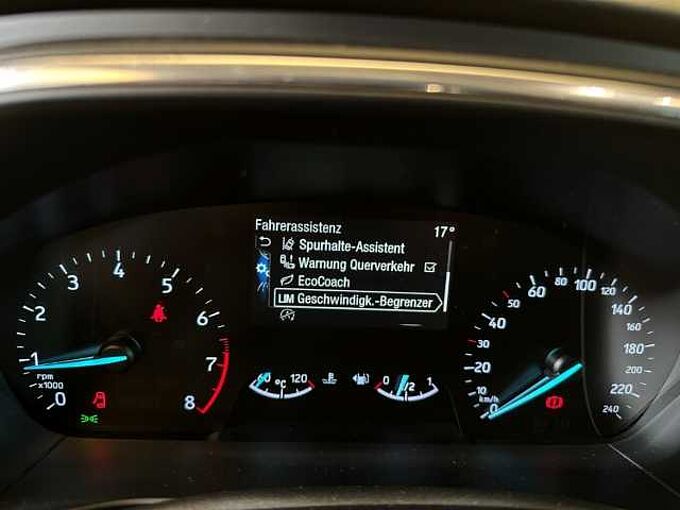 Fahrerassistenz 17°
Spurhalte-Assistent
Warnung Querverkehr
EcoCoach
LIM Geschwindigk.-Begrenzer
0 1 2 3 4 5 6 7 8
rpm
x1000
60 °C 120
0 1/2 1
0 10 20 30 40 50 60 80 100 120 140 160 180 200 220 240
km/h